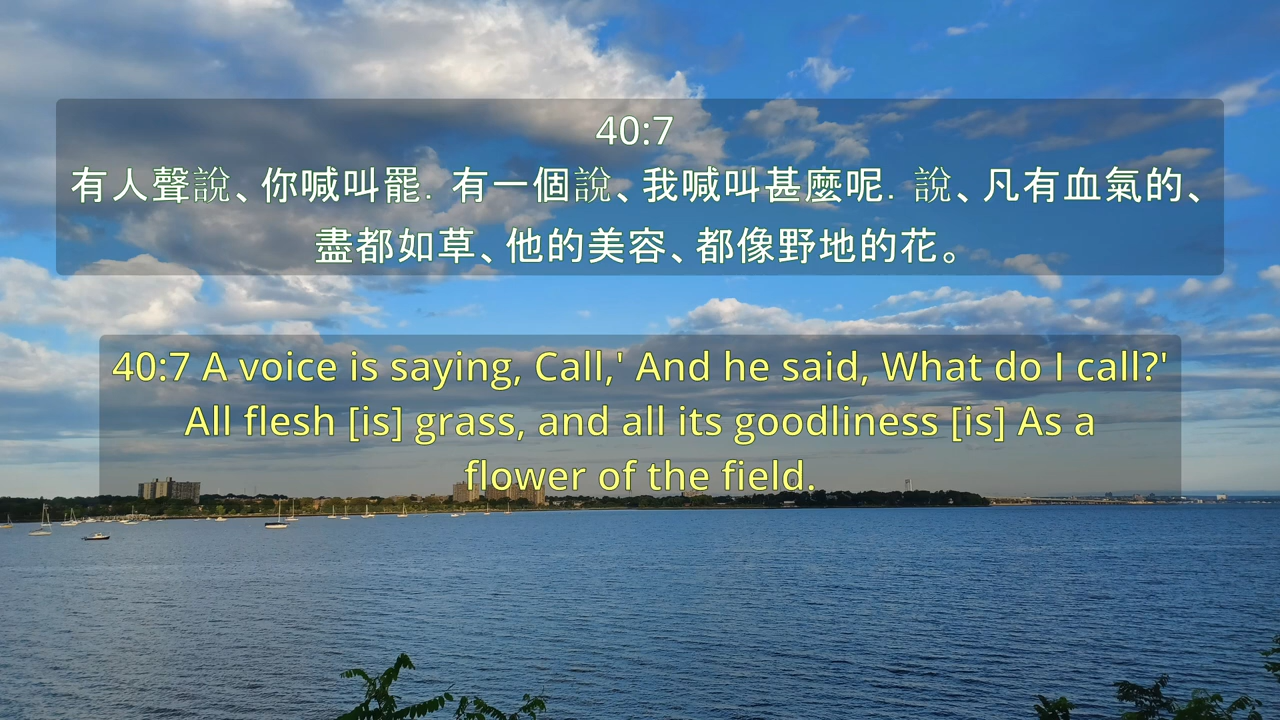 40:7
有人聲說、你喊叫罷. 有一個說、我喊叫甚麼呢. 說、凡有血氣的、
盡都如草、他的美容、都像野地的花。
40:7 A voice is saying, Call,' And he said, What do I call?'
All flesh [is] grass, and all its goodliness [is] As a
flower of the field.